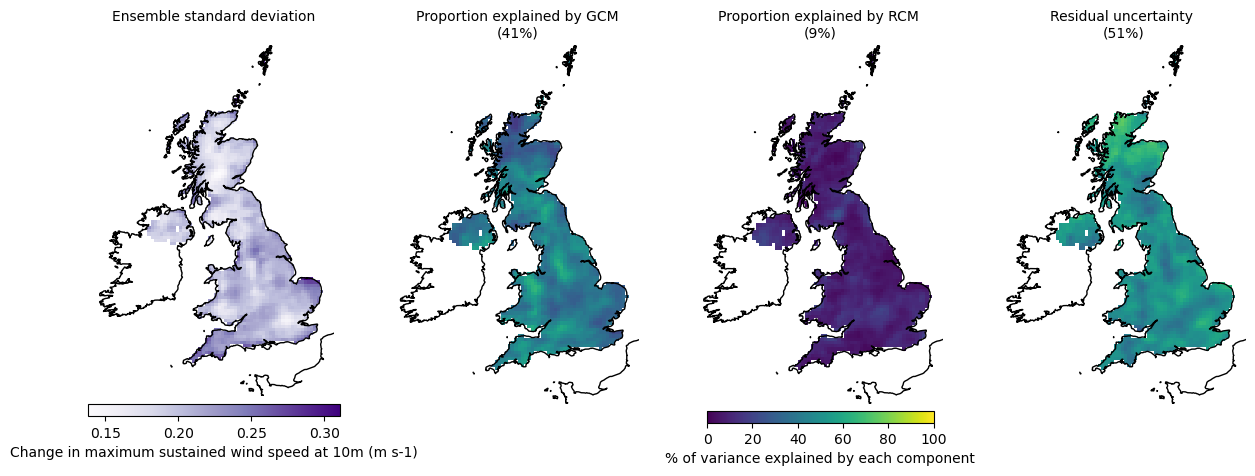 Ensemble standard deviation
Proportion explained by GCM
(41%)
Proportion explained by RCM
(9%)
Residual uncertainty
(51%)
0.15 0.20 0.25 0.30
Change in maximum sustained wind speed at 10m (m s-1)
0 20 40 60 80 100
% of variance explained by each component